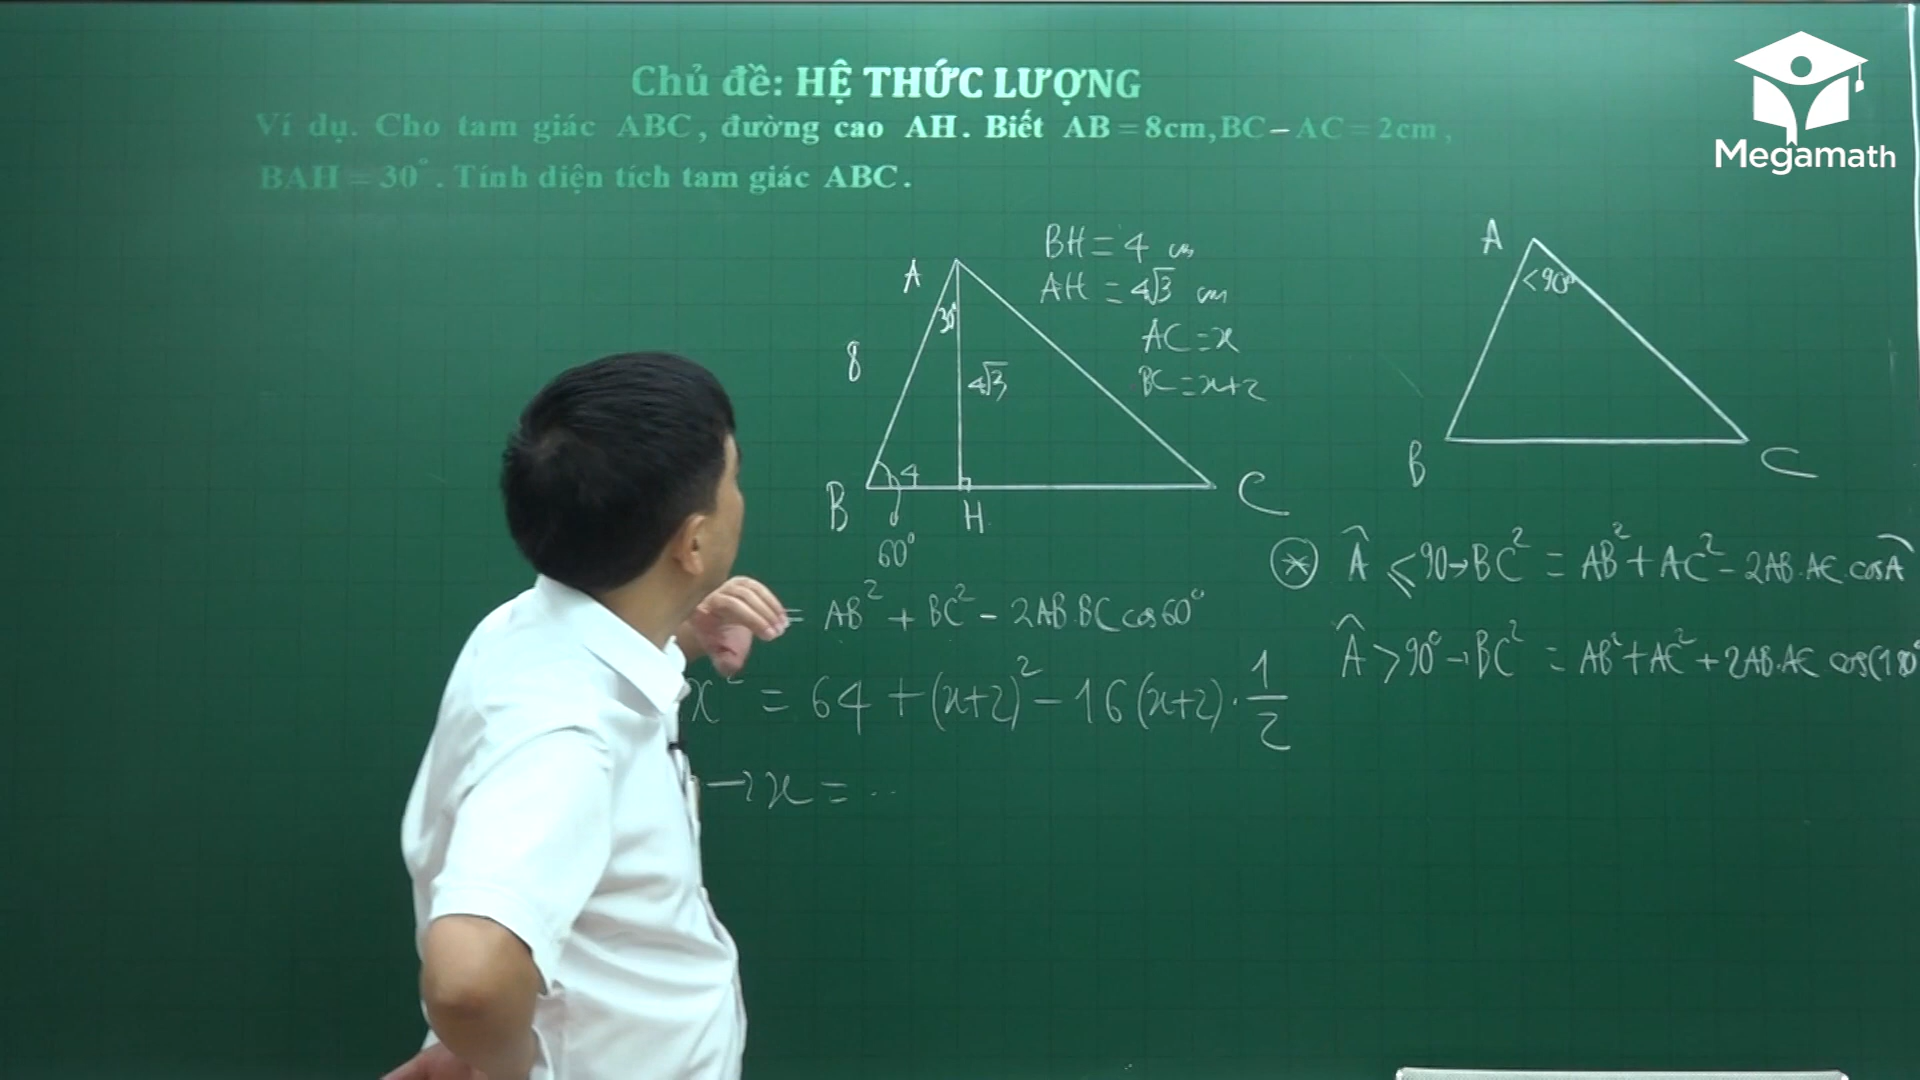 Chủ đề: HỆ THỨC LƯỢNG
Ví dụ. Cho tam giác ABC, đường cao AH. Biết AB = 8cm, BC – AC = 2cm,
BAH = 30°. Tính diện tích tam giác ABC.
Megamath
A
30°
8
4√3
B
4
H
C
60°
BH = 4 cm
AH = 4√3 cm
AC = x
BC = x+2
A
<90°
B
C
= AB² + BC² - 2AB.BC cos60°
x² = 64 + (x+2)² - 16(x+2).1/2
→ x = ...
* Â ≤ 90 → BC² = AB² + AC² - 2AB.AC.cosÂ
Â > 90° → BC² = AB² + AC² + 2AB.AC cos(180°